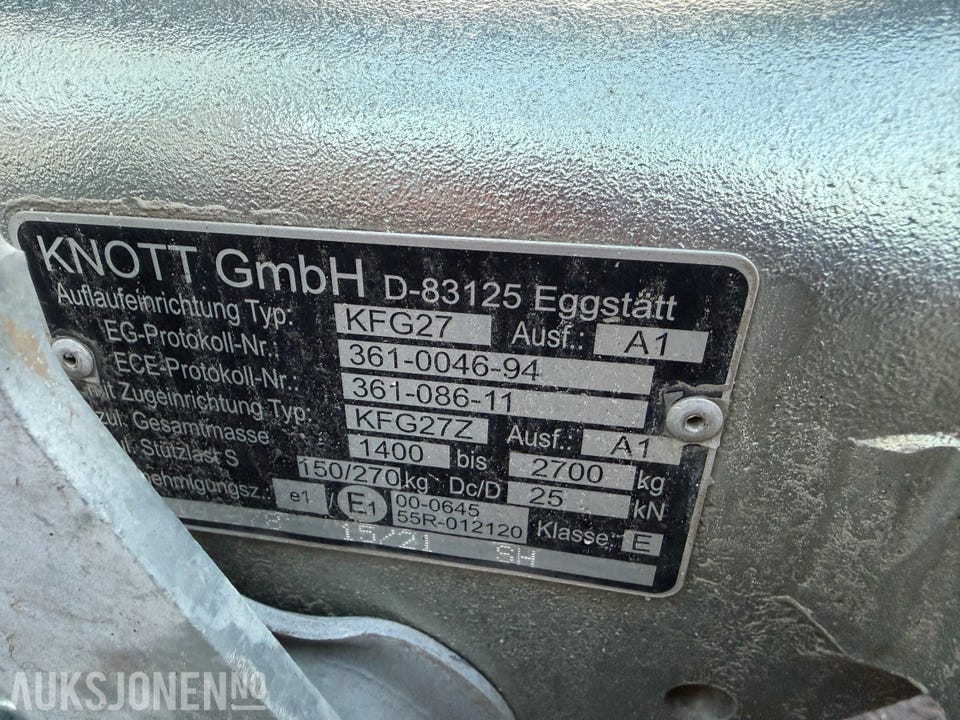 KNOTT GmbH D-83125 Eggstätt
Auflaufeinrichtung Typ: KFG27 Ausf.: A1
EG-Protokoll-Nr.: 361-0046-94
ECE-Protokoll-Nr.: 361-086-11
mit Zugeinrichtung Typ: KFG27Z Ausf.: A1
zul. Gesamtmasse 1400 bis 2700 kg
Stützlast S 150/270 kg Dc/D 25 kN
e1 / E1 00-0645
55R-012120 Klasse: E
15/21 SH
AUKSJONEN NO